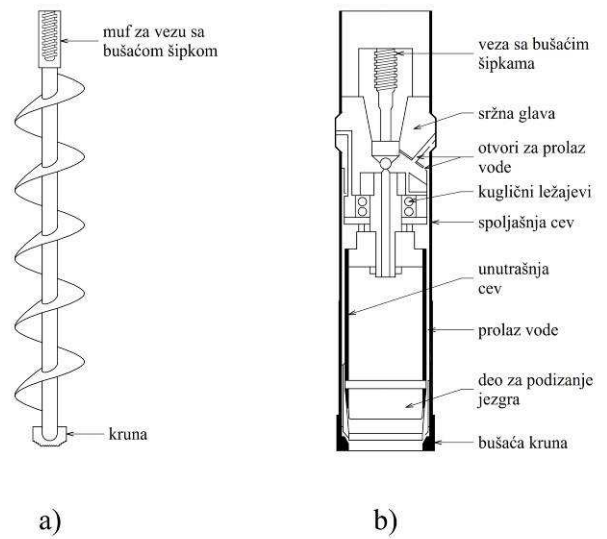 muf za vezu sa
bušaćom šipkom
kruna
a)
veza sa bušaćim
šipkama
sržna glava
otvori za prolaz
vode
kuglični ležajevi
spoljašnja cev
unutrašnja
cev
prolaz vode
deo za podizanje
jezgra
bušaća kruna
b)